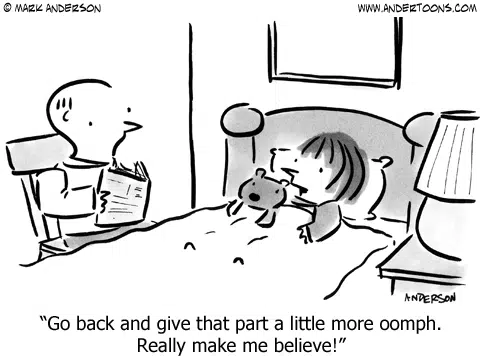 © MARK ANDERSON
WWW.ANDERTOONS.COM
ANDERSON
“Go back and give that part a little more oomph.
Really make me believe!”